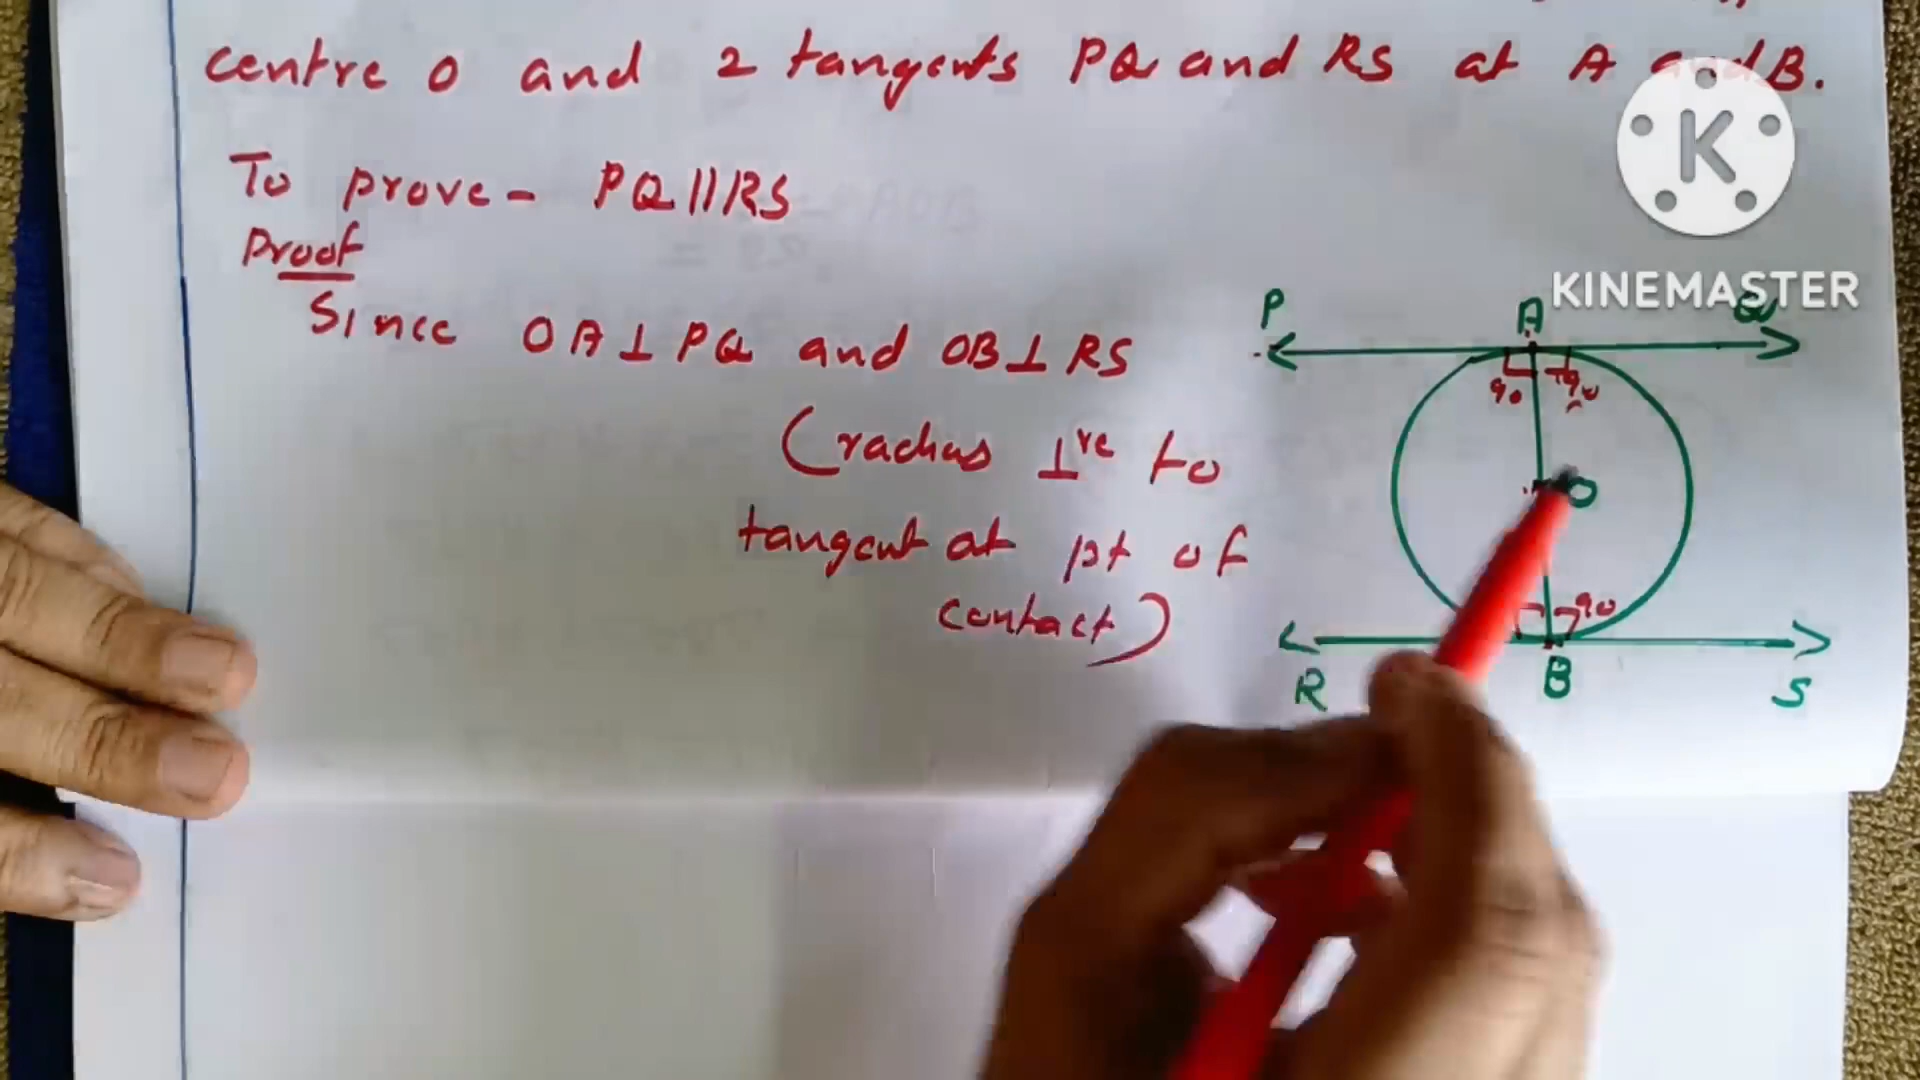 centre O and 2 tangents PQ and RS at A and B.
To prove - PQ || RS
Proof
Since OA ⊥ PQ and OB ⊥ RS
(radius ⊥re to
tangent at pt of
contact)
K
KINEMASTER
P A Q
90 90
O
90
R B S